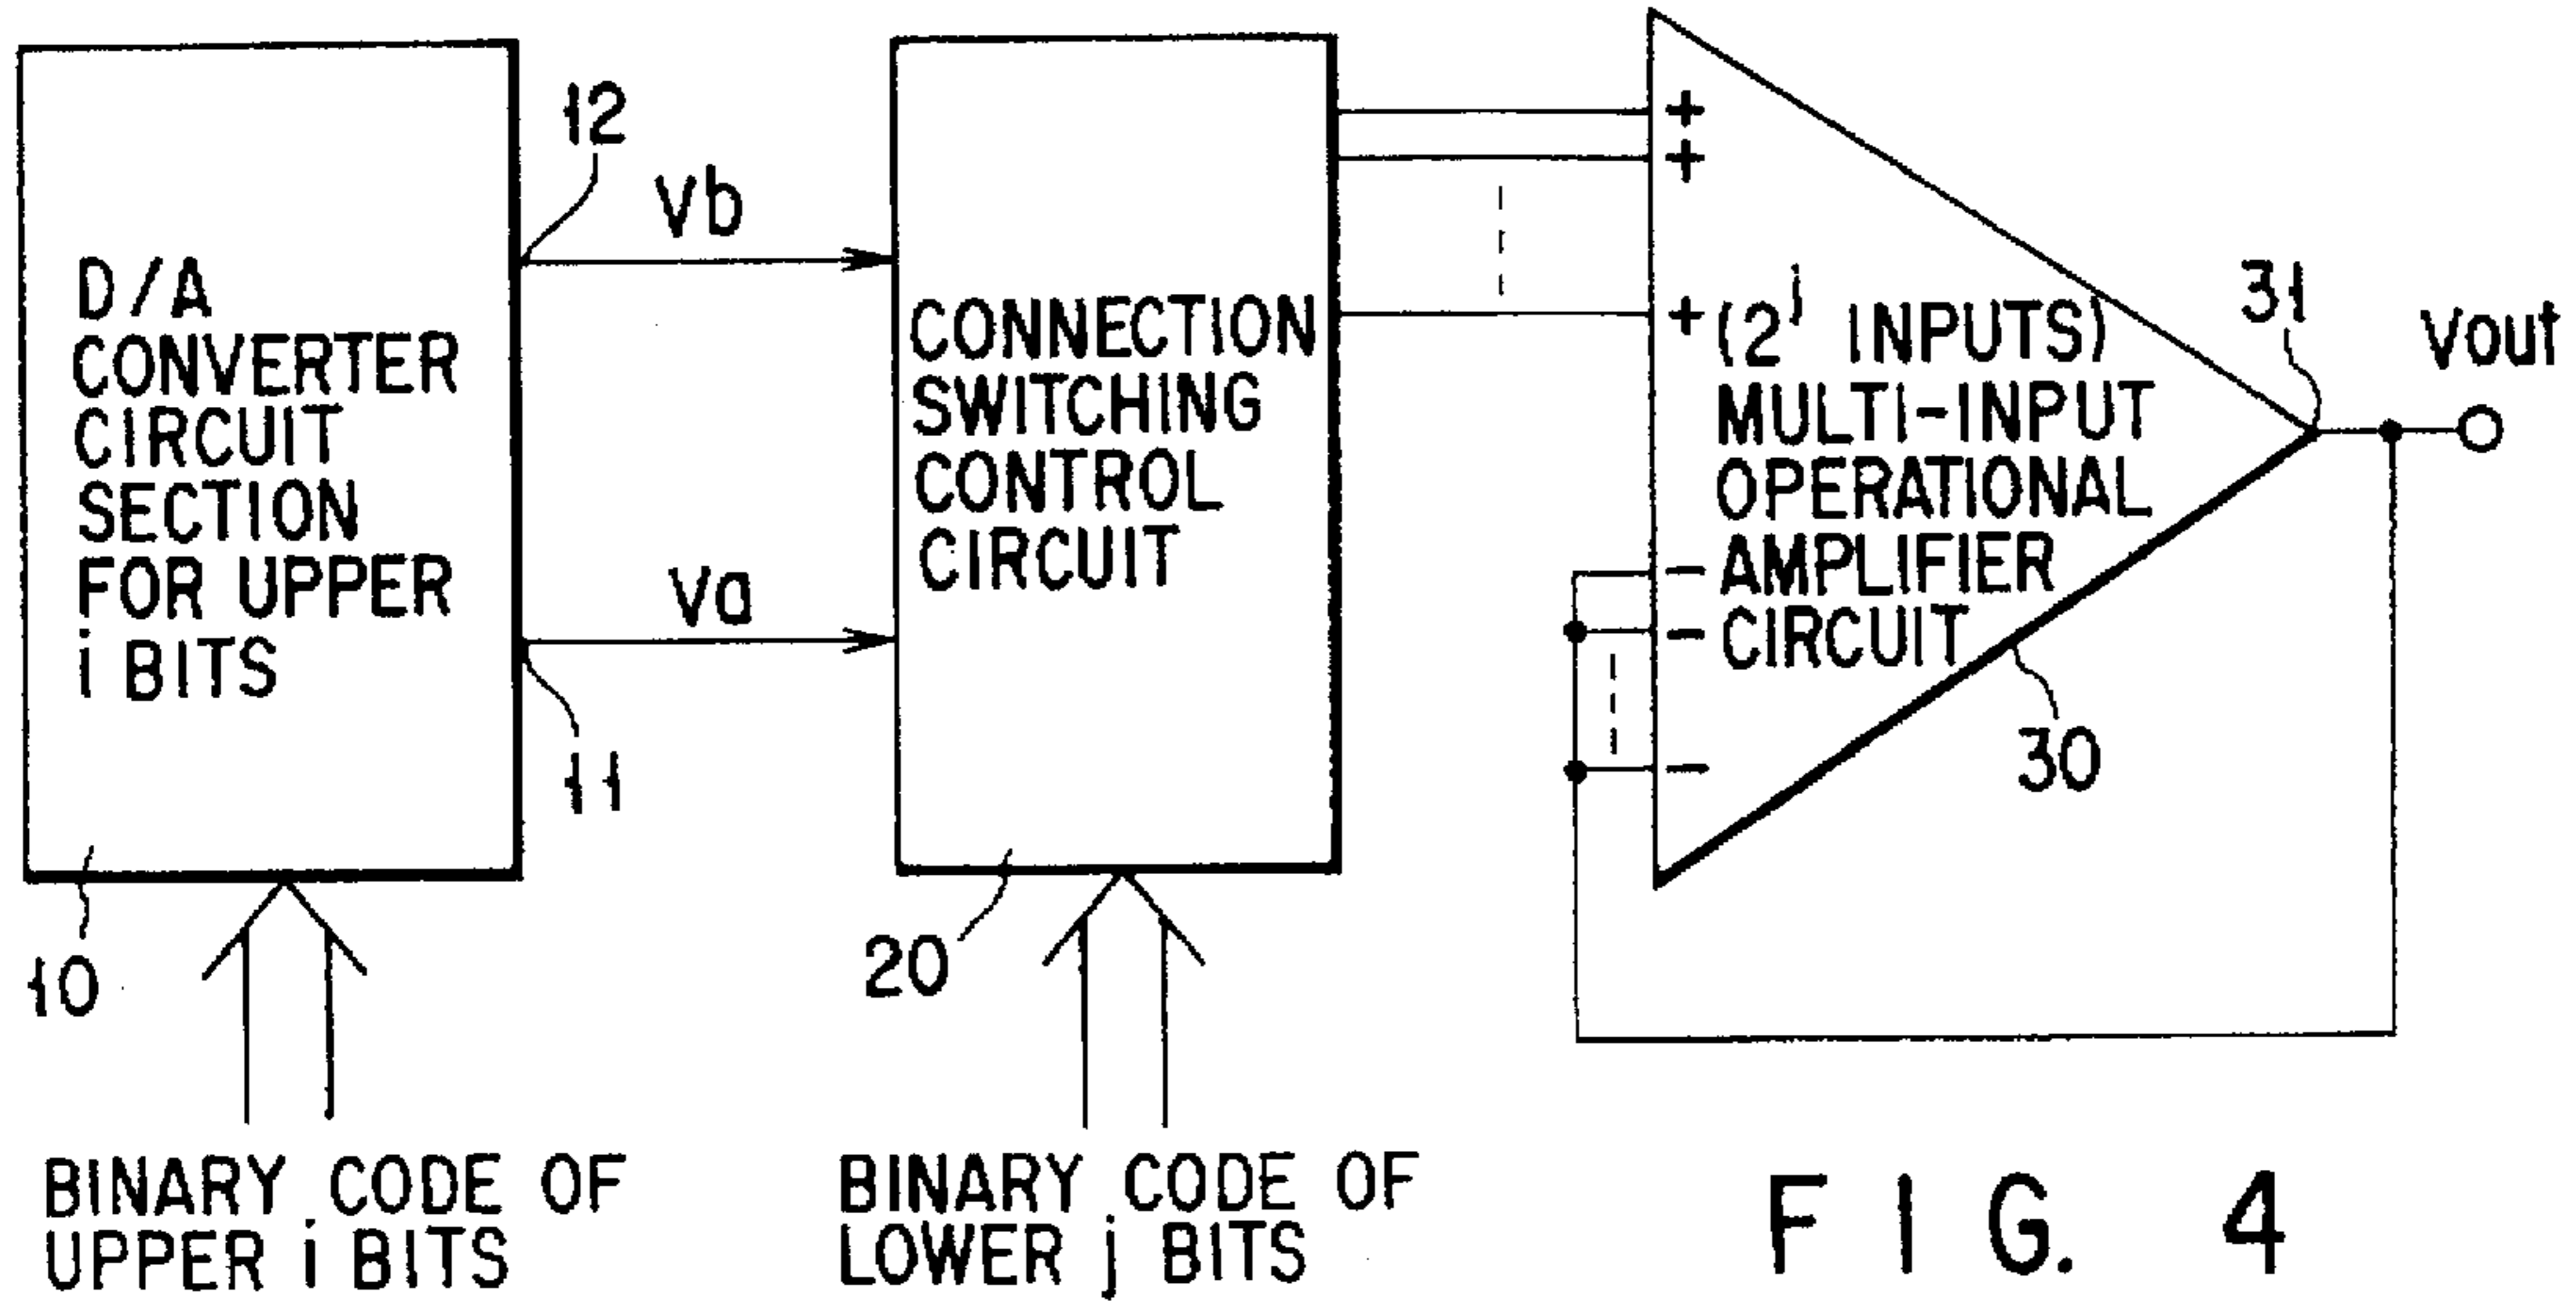 D/A
CONVERTER
CIRCUIT
SECTION
FOR UPPER
i BITS
10
12
Vb
Va
11
CONNECTION
SWITCHING
CONTROL
CIRCUIT
20
+
+
+
(2^j INPUTS)
MULTI-INPUT
OPERATIONAL
AMPLIFIER
CIRCUIT
-
-
-
30
31
Vout
BINARY CODE OF
UPPER i BITS
BINARY CODE OF
LOWER j BITS
FIG. 4